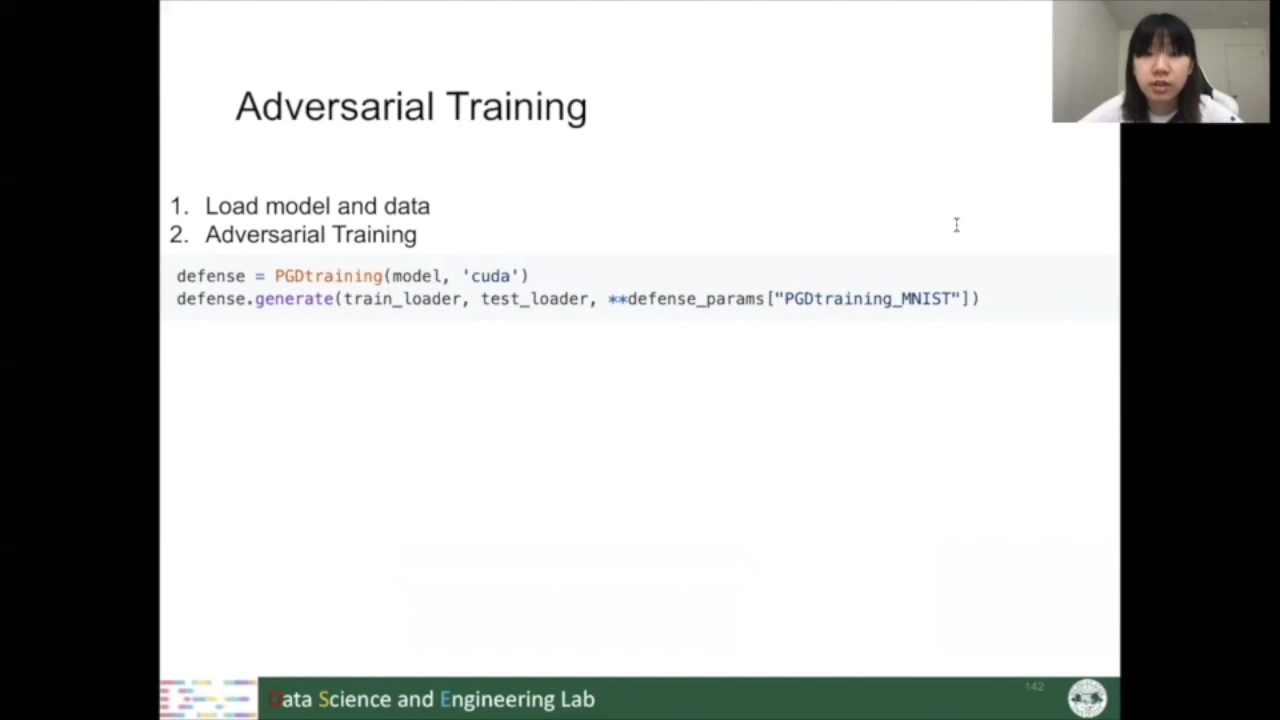 Adversarial Training
1. Load model and data
2. Adversarial Training
defense = PGDtraining(model, 'cuda')
defense.generate(train_loader, test_loader, **defense_params["PGDtraining_MNIST"])
142
Data Science and Engineering Lab